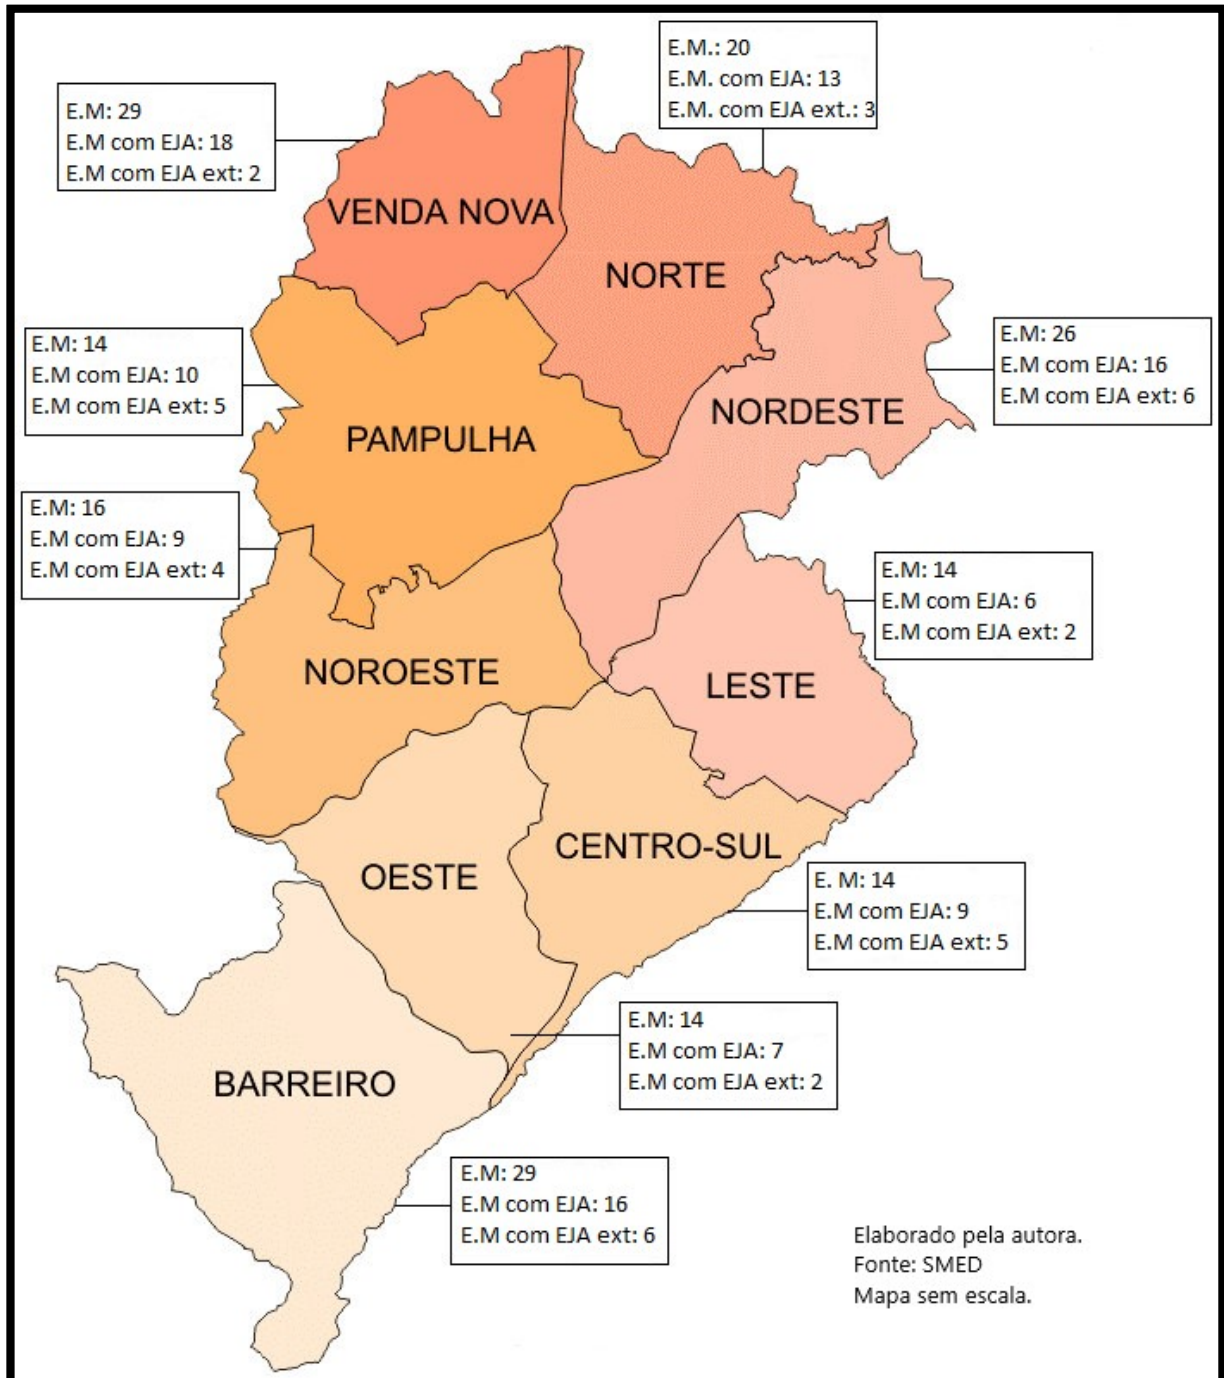 E.M.: 20
E.M. com EJA: 13
E.M. com EJA ext.: 3
E.M: 29
E.M com EJA: 18
E.M com EJA ext: 2
VENDA NOVA
NORTE
E.M: 14
E.M com EJA: 10
E.M com EJA ext: 5
E.M: 26
E.M com EJA: 16
E.M com EJA ext: 6
NORDESTE
PAMPULHA
E.M: 16
E.M com EJA: 9
E.M com EJA ext: 4
E.M: 14
E.M com EJA: 6
E.M com EJA ext: 2
NOROESTE
LESTE
CENTRO-SUL
OESTE
E. M: 14
E.M com EJA: 9
E.M com EJA ext: 5
E.M: 14
E.M com EJA: 7
E.M com EJA ext: 2
BARREIRO
E.M: 29
E.M com EJA: 16
E.M com EJA ext: 6
Elaborado pela autora.
Fonte: SMED
Mapa sem escala.